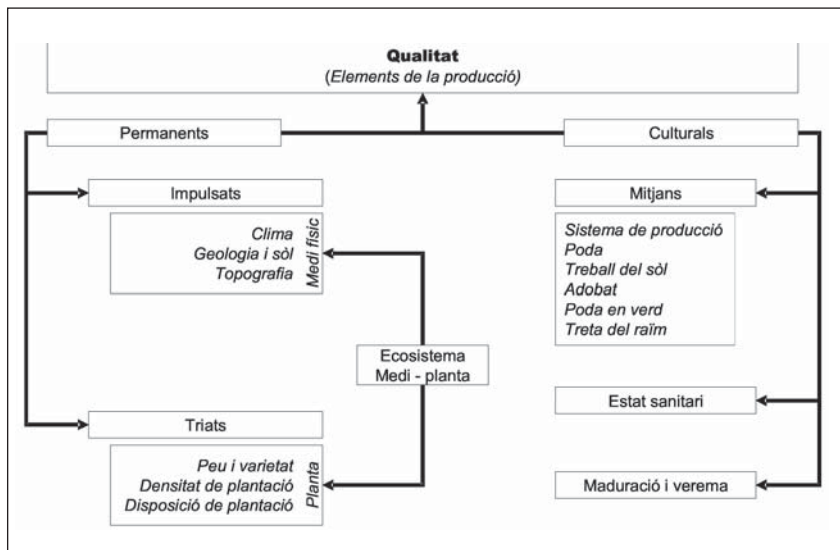 Qualitat
(Elements de la producció)
Permanents
Culturals
Impulsats
Clima
Geologia i sòl
Topografia
Medi físic
Mitjans
Sistema de producció
Poda
Treball del sòl
Adobat
Poda en verd
Treta del raïm
Ecosistema
Medi - planta
Estat sanitari
Triats
Peu i varietat
Densitat de plantació
Disposició de plantació
Planta
Maduració i verema